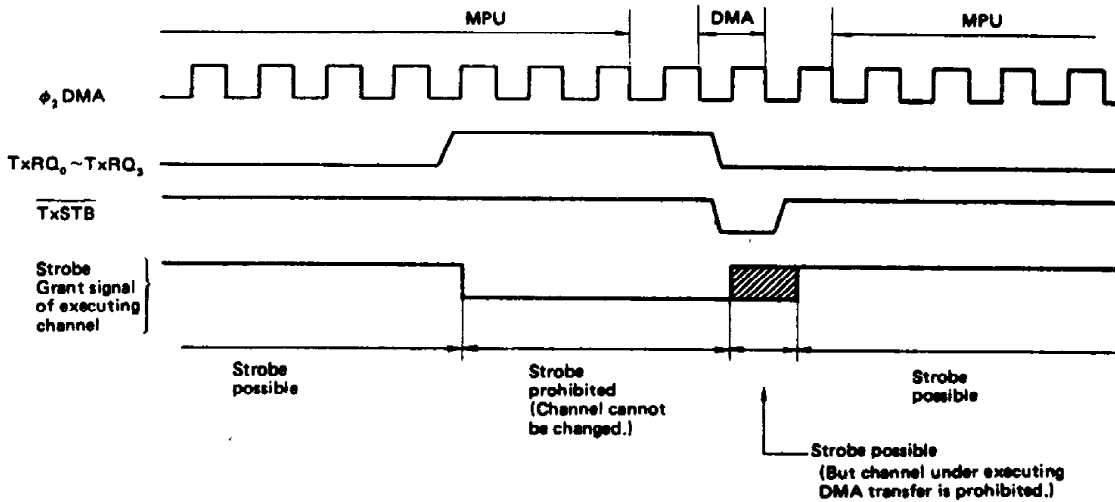 MPU
DMA
MPU
φ₂ DMA
TxRQ₀~TxRQ₃
T̅x̅S̅T̅B̅
Strobe
Grant signal
of executing
channel
Strobe
possible
Strobe
prohibited
(Channel cannot
be changed.)
Strobe
possible
Strobe possible
(But channel under executing
DMA transfer is prohibited.)